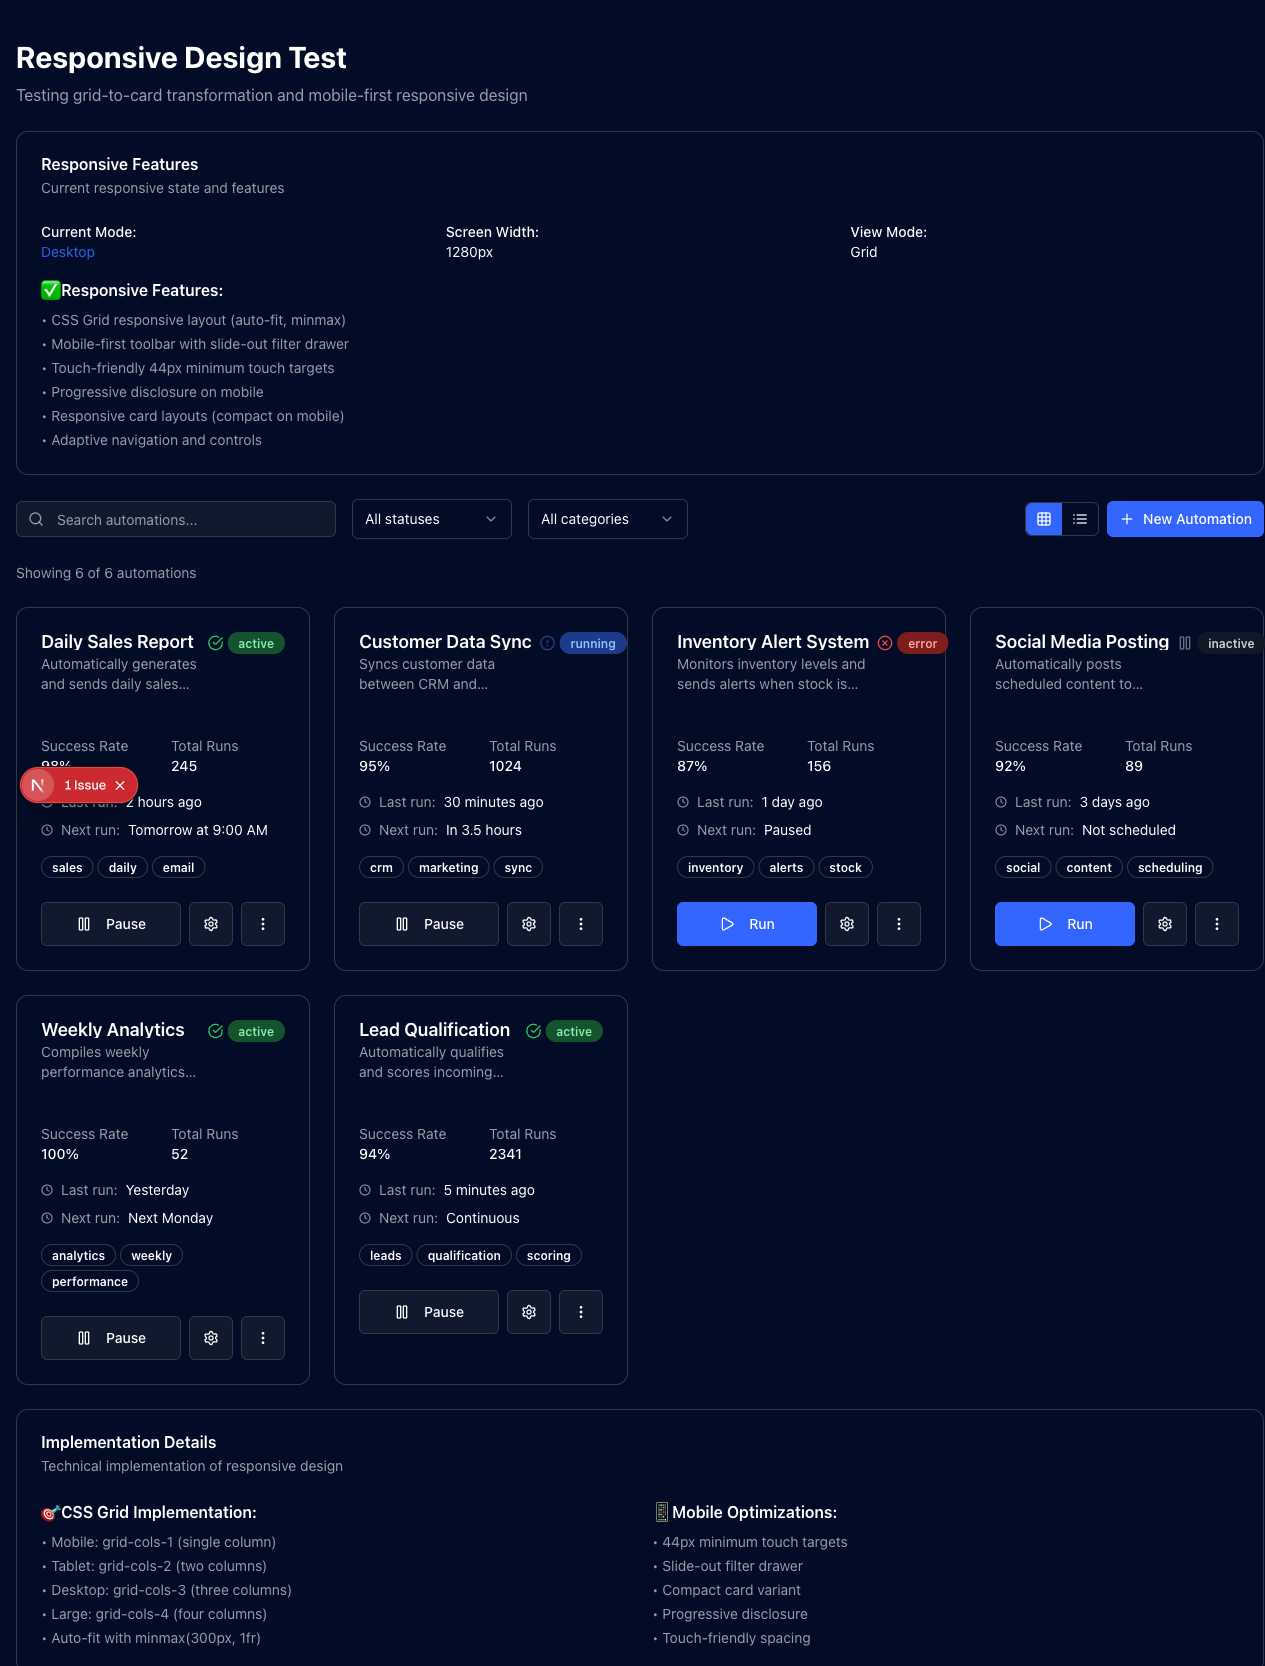 Responsive Design Test
Testing grid-to-card transformation and mobile-first responsive design
Responsive Features
Current responsive state and features
Current Mode: Screen Width: View Mode:
Desktop 1280px Grid
✅Responsive Features:
• CSS Grid responsive layout (auto-fit, minmax)
• Mobile-first toolbar with slide-out filter drawer
• Touch-friendly 44px minimum touch targets
• Progressive disclosure on mobile
• Responsive card layouts (compact on mobile)
• Adaptive navigation and controls
Search automations... All statuses All categories New Automation
Showing 6 of 6 automations
Daily Sales Report active
Automatically generates
and sends daily sales...
Success Rate Total Runs
98% 245
N 1 Issue
Last run: 2 hours ago
Next run: Tomorrow at 9:00 AM
sales daily email
Pause
Customer Data Sync running
Syncs customer data
between CRM and...
Success Rate Total Runs
95% 1024
Last run: 30 minutes ago
Next run: In 3.5 hours
crm marketing sync
Pause
Inventory Alert System error
Monitors inventory levels and
sends alerts when stock is...
Success Rate Total Runs
87% 156
Last run: 1 day ago
Next run: Paused
inventory alerts stock
Run
Social Media Posting inactive
Automatically posts
scheduled content to...
Success Rate Total Runs
92% 89
Last run: 3 days ago
Next run: Not scheduled
social content scheduling
Run
Weekly Analytics active
Compiles weekly
performance analytics...
Success Rate Total Runs
100% 52
Last run: Yesterday
Next run: Next Monday
analytics weekly
performance
Pause
Lead Qualification active
Automatically qualifies
and scores incoming...
Success Rate Total Runs
94% 2341
Last run: 5 minutes ago
Next run: Continuous
leads qualification scoring
Pause
Implementation Details
Technical implementation of responsive design
🎯CSS Grid Implementation:
• Mobile: grid-cols-1 (single column)
• Tablet: grid-cols-2 (two columns)
• Desktop: grid-cols-3 (three columns)
• Large: grid-cols-4 (four columns)
• Auto-fit with minmax(300px, 1fr)
📱Mobile Optimizations:
• 44px minimum touch targets
• Slide-out filter drawer
• Compact card variant
• Progressive disclosure
• Touch-friendly spacing